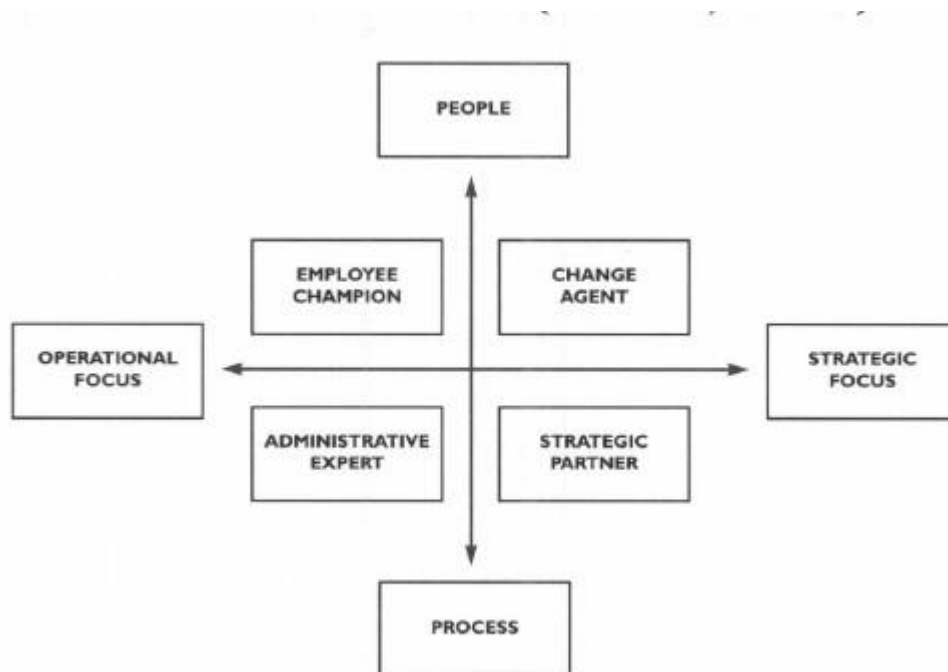 PEOPLE
EMPLOYEE
CHAMPION
CHANGE
AGENT
OPERATIONAL
FOCUS
STRATEGIC
FOCUS
ADMINISTRATIVE
EXPERT
STRATEGIC
PARTNER
PROCESS